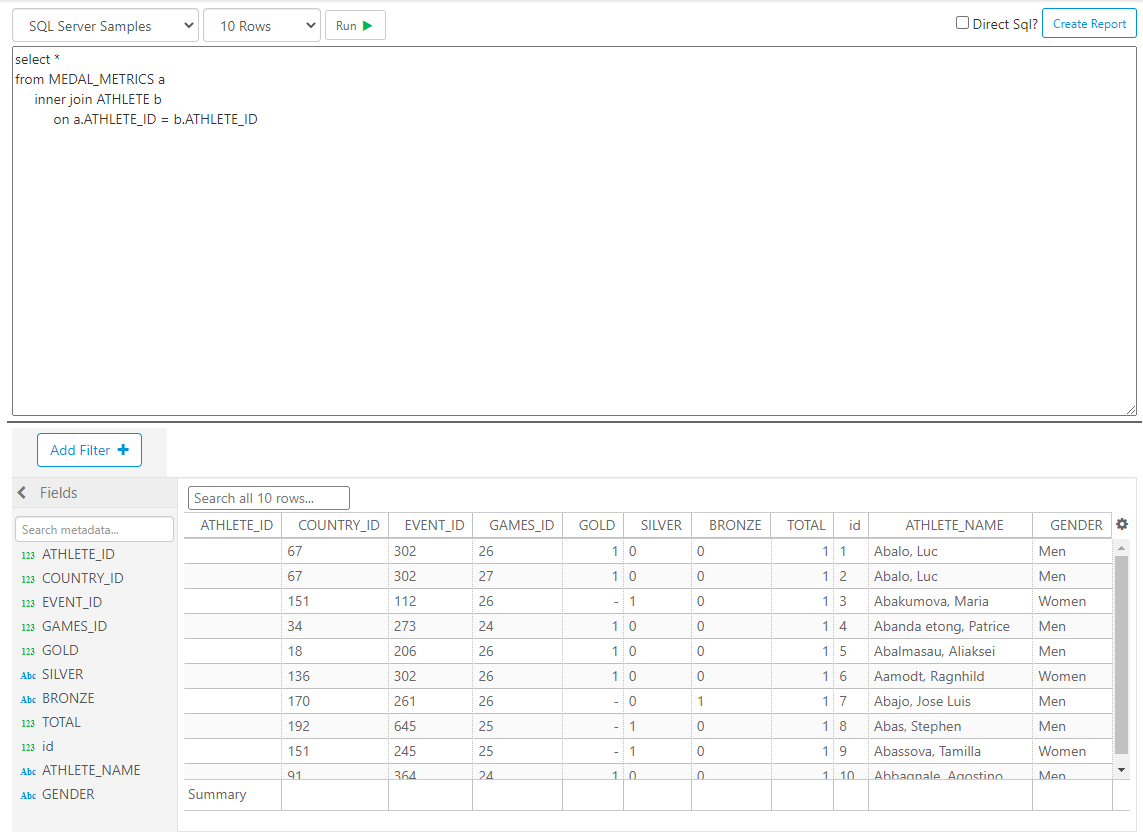 SQL Server Samples 10 Rows Run Direct Sql? Create Report
select *
from MEDAL_METRICS a
inner join ATHLETE b
on a.ATHLETE_ID = b.ATHLETE_ID
Add Filter
Fields
Search metadata...
123 ATHLETE_ID
123 COUNTRY_ID
123 EVENT_ID
123 GAMES_ID
123 GOLD
Abc SILVER
Abc BRONZE
123 TOTAL
123 id
Abc ATHLETE_NAME
Abc GENDER
Search all 10 rows...
ATHLETE_ID COUNTRY_ID EVENT_ID GAMES_ID GOLD SILVER BRONZE TOTAL id ATHLETE_NAME GENDER
67 302 26 1 0 0 1 1 Abalo, Luc Men
67 302 27 1 0 0 1 2 Abalo, Luc Men
151 112 26 - 1 0 1 3 Abakumova, Maria Women
34 273 24 1 0 0 1 4 Abanda etong, Patrice Men
18 206 26 1 0 0 1 5 Abalmasau, Aliaksei Men
136 302 26 1 0 0 1 6 Aamodt, Ragnhild Women
170 261 26 - 0 1 1 7 Abajo, Jose Luis Men
192 645 25 - 1 0 1 8 Abas, Stephen Men
151 245 25 - 1 0 1 9 Abassova, Tamilla Women
91 364 24 1 0 0 1 10 Abbagnale, Agostino Men
Summary